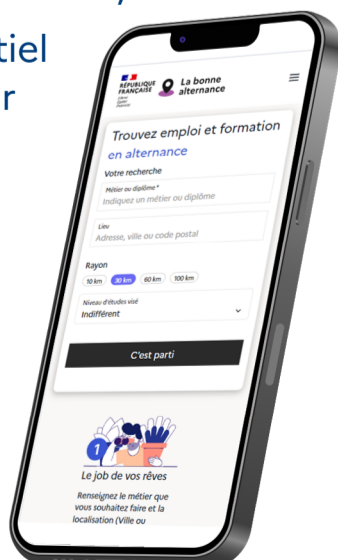 tiel
r
RÉPUBLIQUE
FRANÇAISE
La bonne
alternance
Trouvez emploi et formation
en alternance
Votre recherche
Métier ou diplôme*
Indiquez un métier ou diplôme
Lieu
Adresse, ville ou code postal
Rayon
10 km 30 km 60 km 100 km
Niveau d'études visé
Indifférent
C'est parti
1
Le job de vos rêves
Renseignez le métier que
vous souhaitez faire et la
localisation (Ville ou